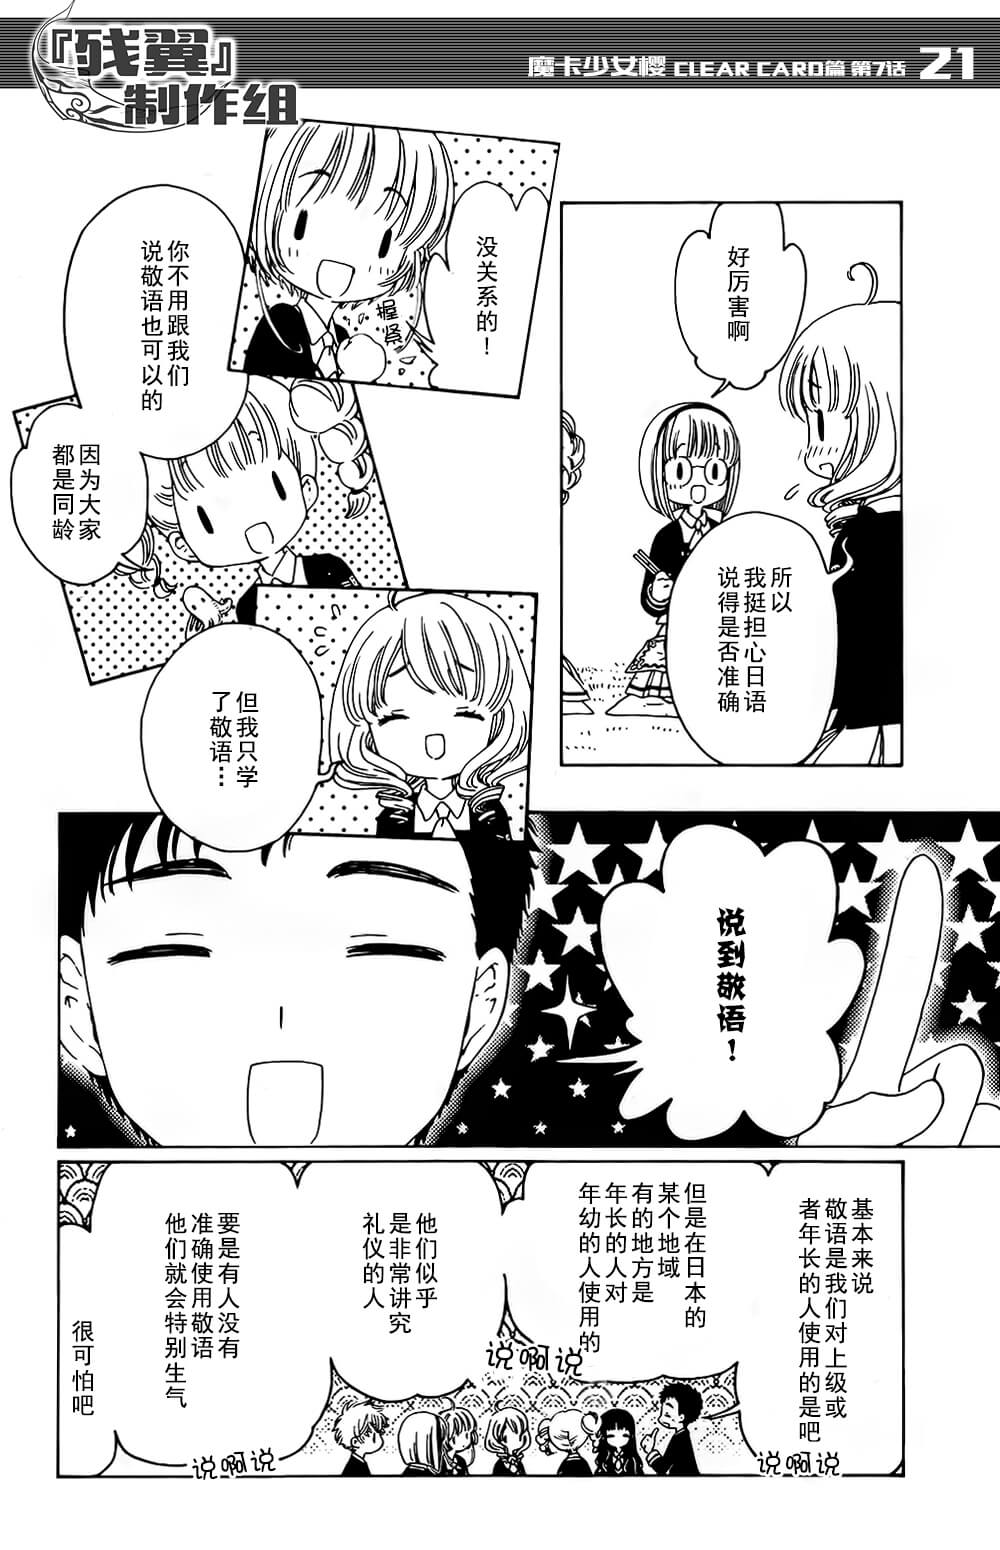 『残翼』
制作组
魔卡少女樱 CLEAR CARD篇 第7话
21
好厉害啊
所以
我挺担心日语
说得是否准确
没关系的！
握紧
你不用跟我们
说敬语也可以的
因为大家
都是同龄
但我只学
了敬语…
说到敬语！
基本来说
敬语是我们对上级或
者年长的人使用的是吧
但是在日本的
某个地域
有的地方是
年长的人对
年幼的人使用的
他们似乎
是非常讲究
礼仪的人
要是有人没有
准确使用敬语
他们就会特别生气
很可怕吧
说啊说
说啊说
说啊说